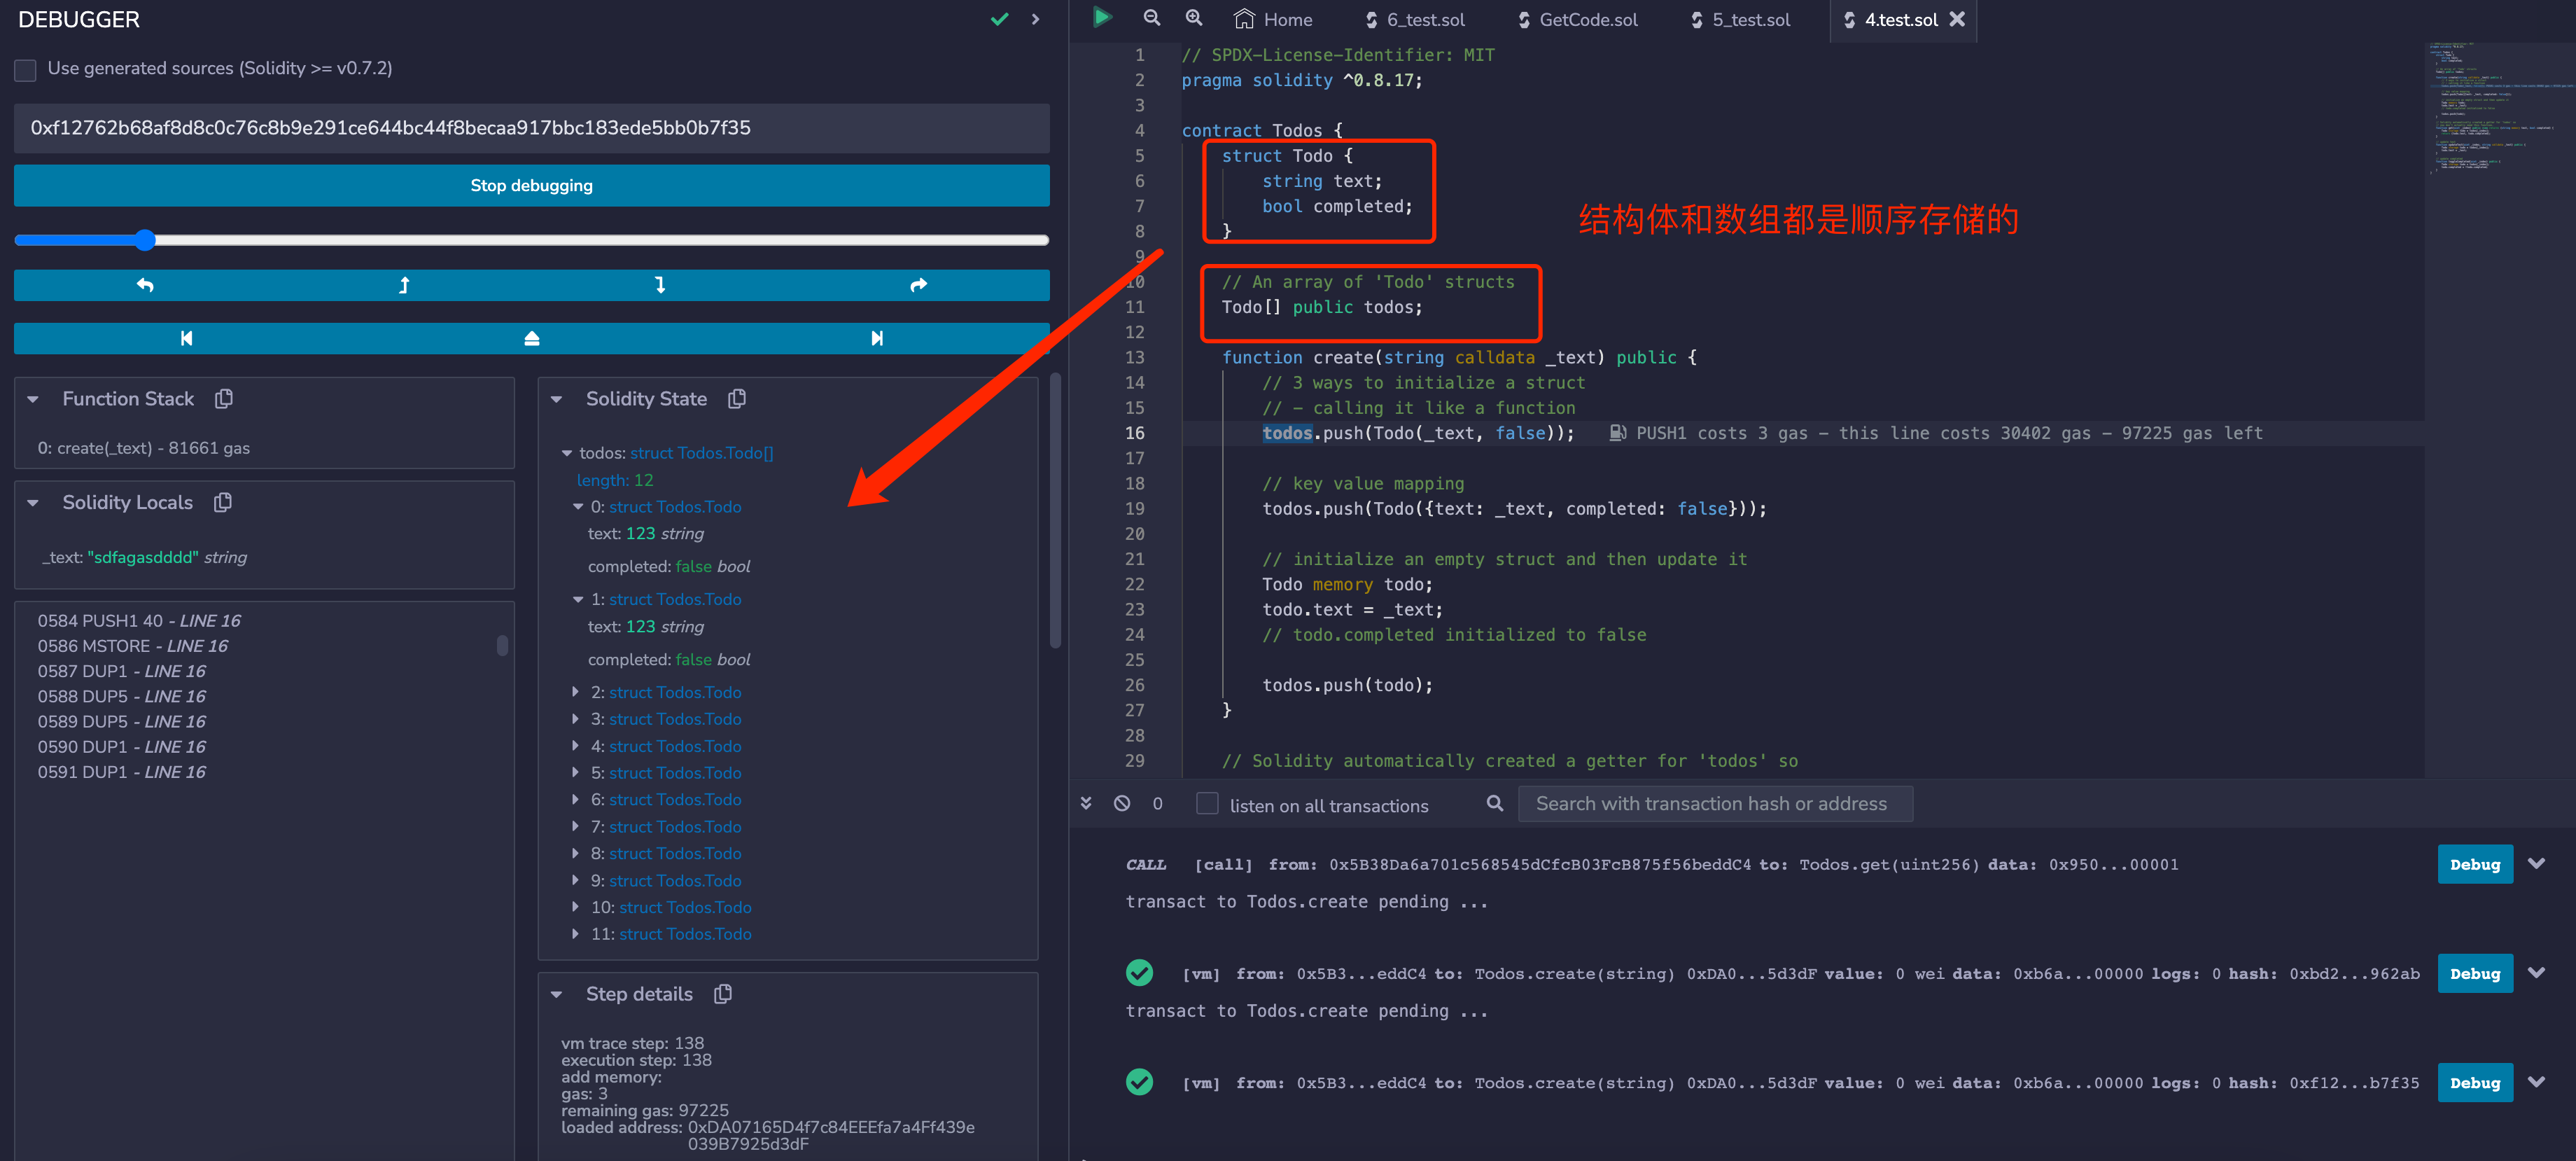 DEBUGGER
Use generated sources (Solidity >= v0.7.2)
0xf12762b68af8d8c0c76c8b9e291ce644bc44f8becaa917bbc183ede5bb0b7f35
Stop debugging
Function Stack
0: create(_text) - 81661 gas
Solidity Locals
_text: "sdfagasdddd" string
0584 PUSH1 40 - LINE 16
0586 MSTORE - LINE 16
0587 DUP1 - LINE 16
0588 DUP5 - LINE 16
0589 DUP5 - LINE 16
0590 DUP1 - LINE 16
0591 DUP1 - LINE 16
Solidity State
todos: struct Todos.Todo[]
length: 12
0: struct Todos.Todo
text: 123 string
completed: false bool
1: struct Todos.Todo
text: 123 string
completed: false bool
2: struct Todos.Todo
3: struct Todos.Todo
4: struct Todos.Todo
5: struct Todos.Todo
6: struct Todos.Todo
7: struct Todos.Todo
8: struct Todos.Todo
9: struct Todos.Todo
10: struct Todos.Todo
11: struct Todos.Todo
Step details
vm trace step: 138
execution step: 138
add memory:
gas: 3
remaining gas: 97225
loaded address: 0xDA07165D4f7c84EEEfa7a4Ff439e
039B7925d3dF
Home 6_test.sol GetCode.sol 5_test.sol 4.test.sol
1 // SPDX-License-Identifier: MIT
2 pragma solidity ^0.8.17;
3
4 contract Todos {
5 struct Todo {
6 string text;
7 bool completed;
8 }
结构体和数组都是顺序存储的
9
10 // An array of 'Todo' structs
11 Todo[] public todos;
12
13 function create(string calldata _text) public {
14 // 3 ways to initialize a struct
15 // - calling it like a function
16 todos.push(Todo(_text, false)); PUSH1 costs 3 gas - this line costs 30402 gas - 97225 gas left
17
18 // key value mapping
19 todos.push(Todo({text: _text, completed: false}));
20
21 // initialize an empty struct and then update it
22 Todo memory todo;
23 todo.text = _text;
24 // todo.completed initialized to false
25
26 todos.push(todo);
27 }
28
29 // Solidity automatically created a getter for 'todos' so
0 listen on all transactions Search with transaction hash or address
CALL [call] from: 0x5B38Da6a701c568545dCfcB03FcB875f56beddC4 to: Todos.get(uint256) data: 0x950...00001 Debug
transact to Todos.create pending ...
[vm] from: 0x5B3...eddC4 to: Todos.create(string) 0xDA0...5d3dF value: 0 wei data: 0xb6a...00000 logs: 0 hash: 0xbd2...962ab Debug
transact to Todos.create pending ...
[vm] from: 0x5B3...eddC4 to: Todos.create(string) 0xDA0...5d3dF value: 0 wei data: 0xb6a...00000 logs: 0 hash: 0xf12...b7f35 Debug